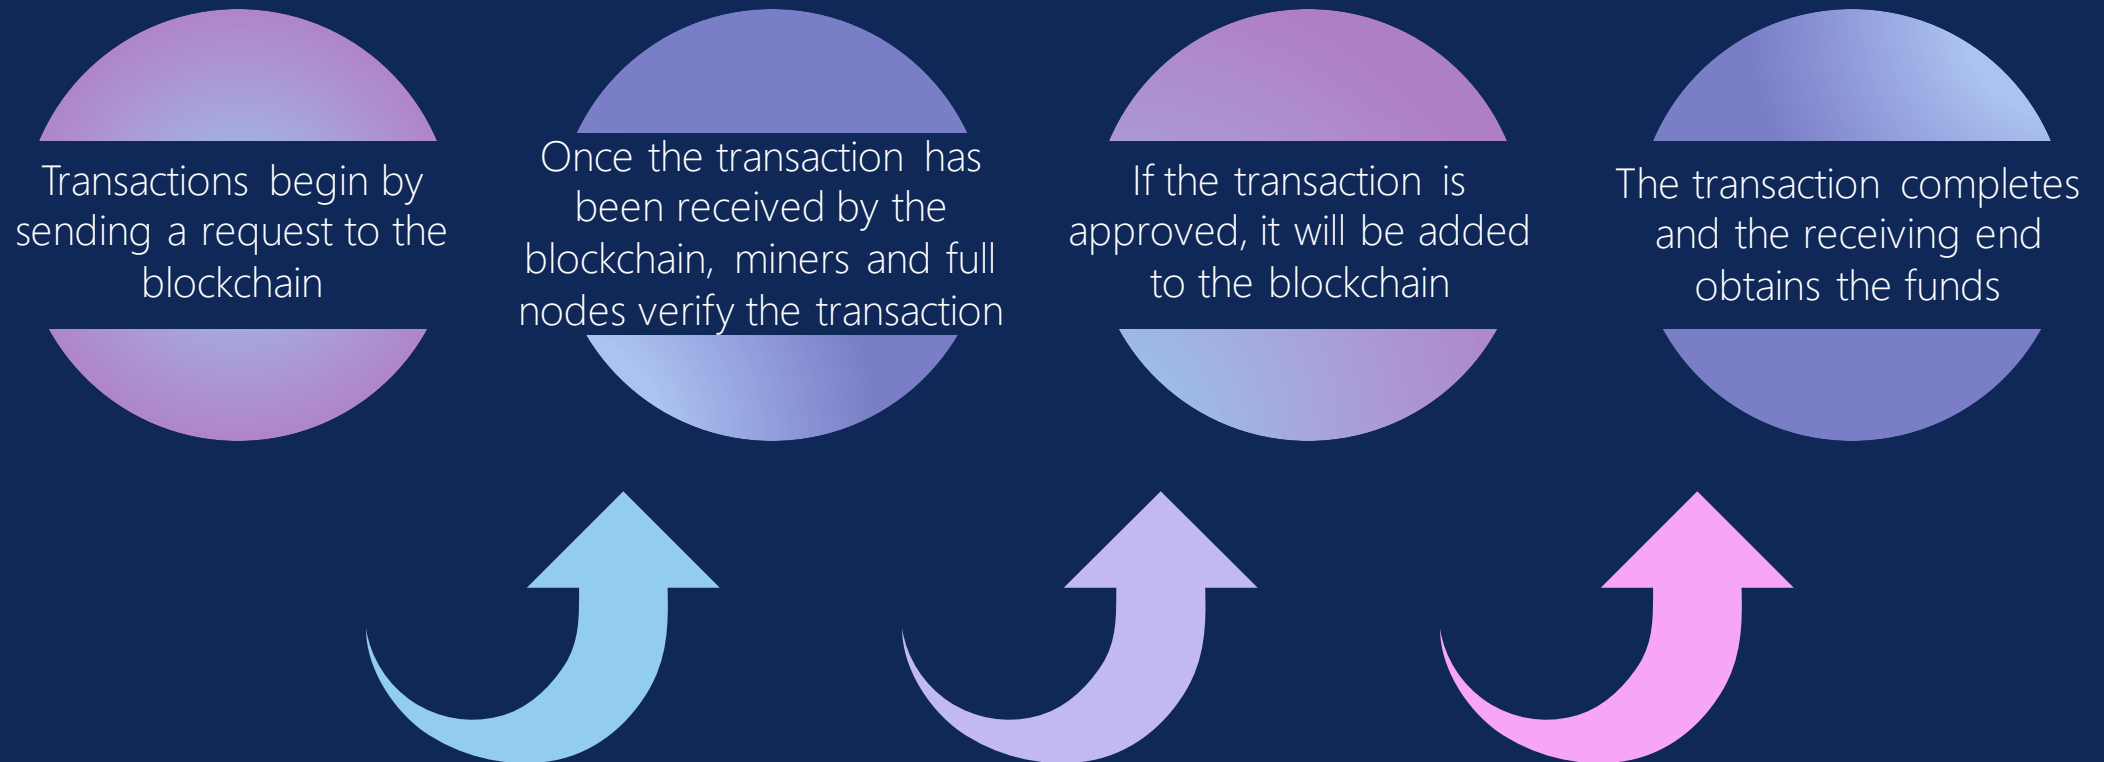 Transactions begin by
sending a request to the
blockchain
Once the transaction has
been received by the
blockchain, miners and full
nodes verify the transaction
If the transaction is
approved, it will be added
to the blockchain
The transaction completes
and the receiving end
obtains the funds